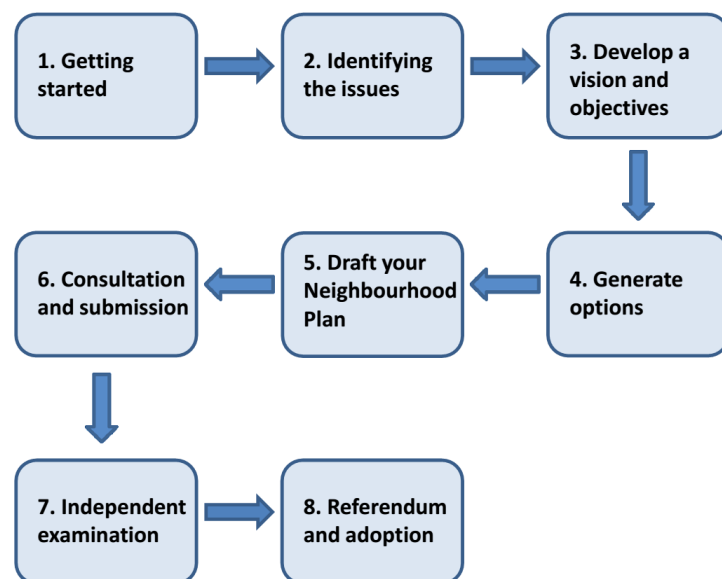 1. Getting
started
2. Identifying
the issues
3. Develop a
vision and
objectives
4. Generate
options
5. Draft your
Neighbourhood
Plan
6. Consultation
and submission
7. Independent
examination
8. Referendum
and adoption